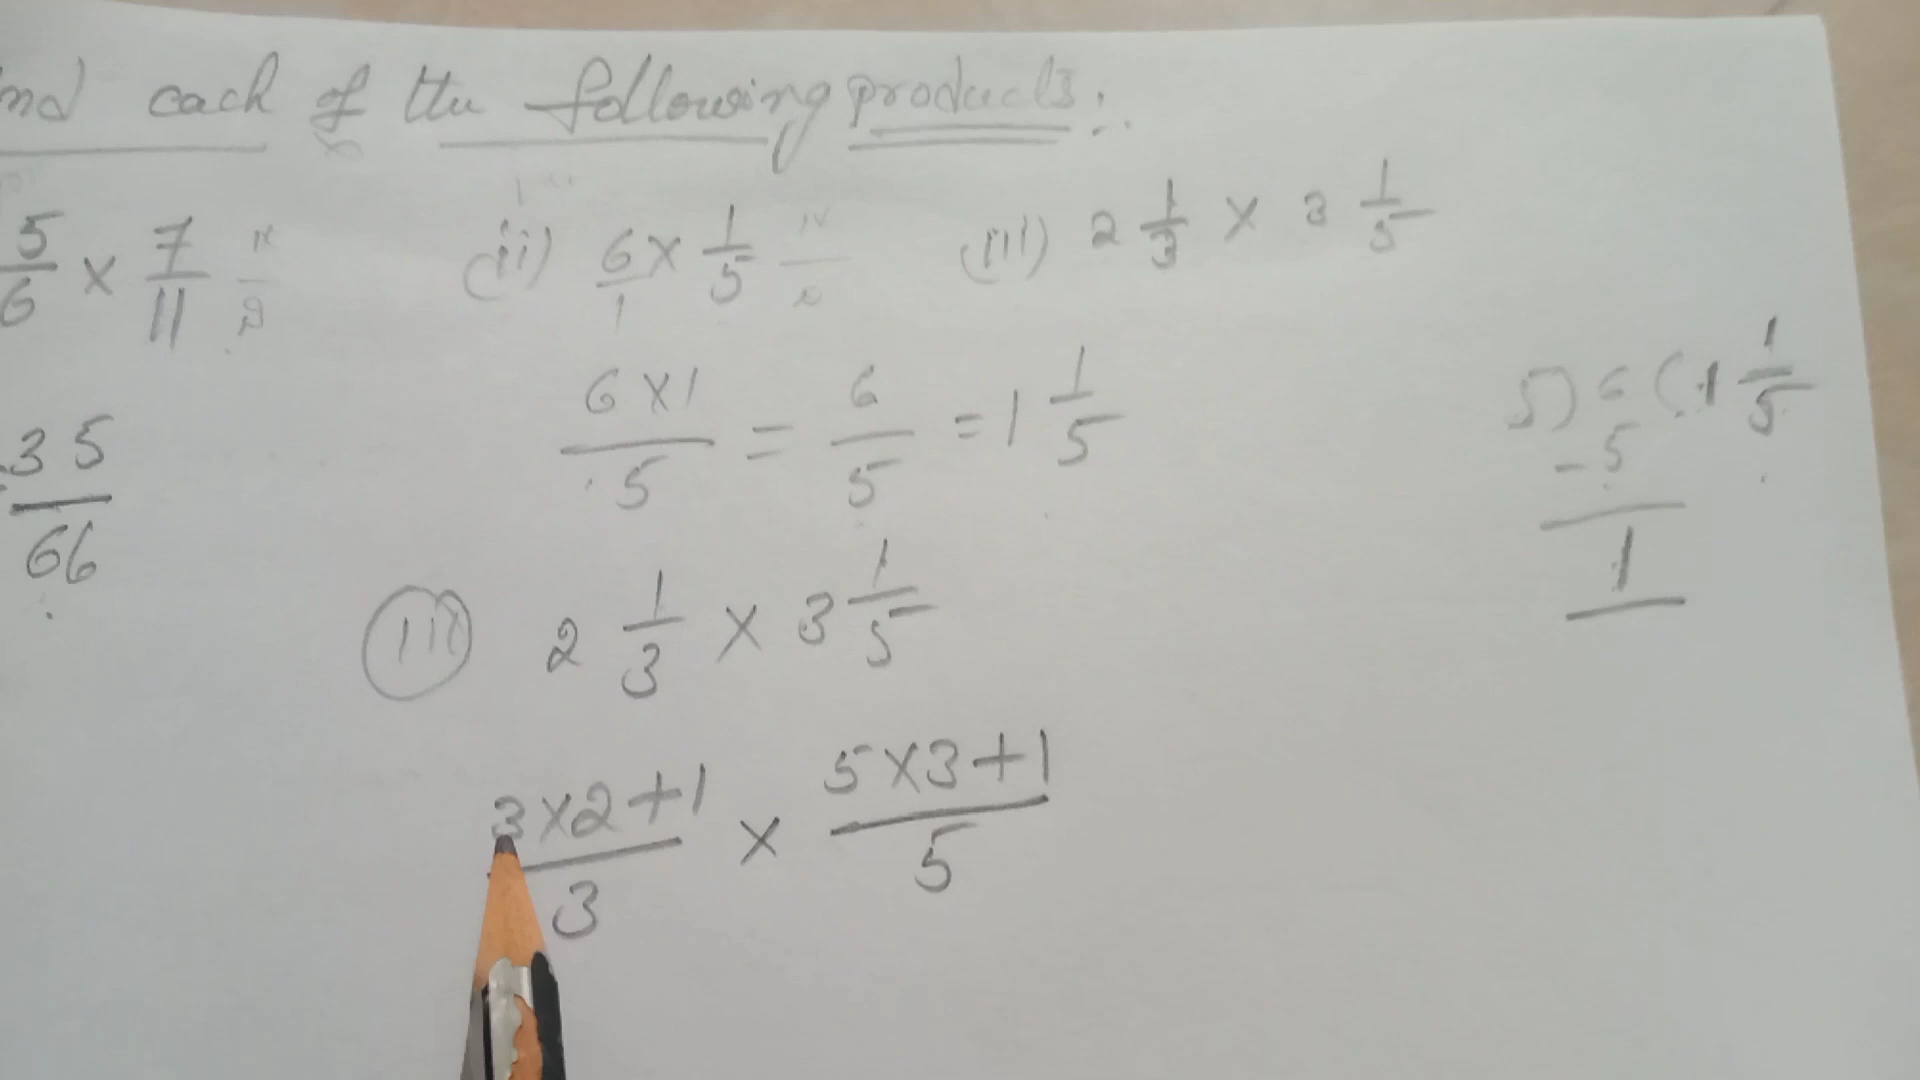 each of the following products:
5/6 × 7/11 N/D (ii) 6/1 × 1/5 N/D (iii) 2 1/3 × 3 1/5
35/66
6×1/5 = 6/5 = 1 1/5
5) 6 (1 1/5
-5
1
(iii) 2 1/3 × 3 1/5
3×2+1/3 × 5×3+1/5